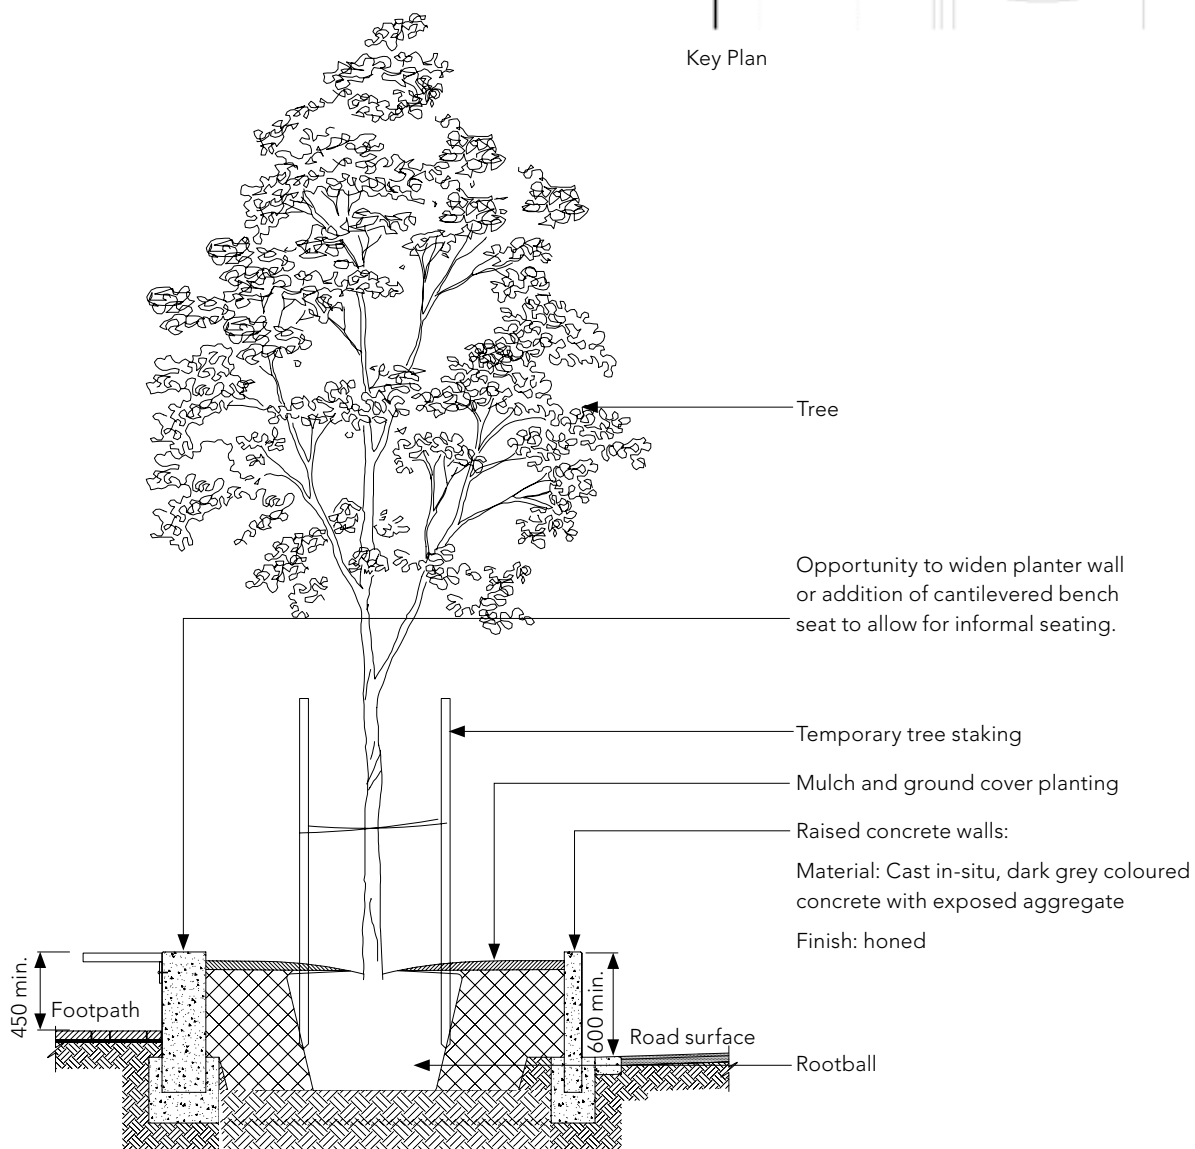 Key Plan
Tree
Opportunity to widen planter wall
or addition of cantilevered bench
seat to allow for informal seating.
Temporary tree staking
Mulch and ground cover planting
Raised concrete walls:
Material: Cast in-situ, dark grey coloured
concrete with exposed aggregate
Finish: honed
450 min.
Footpath
600 min.
Road surface
Rootball